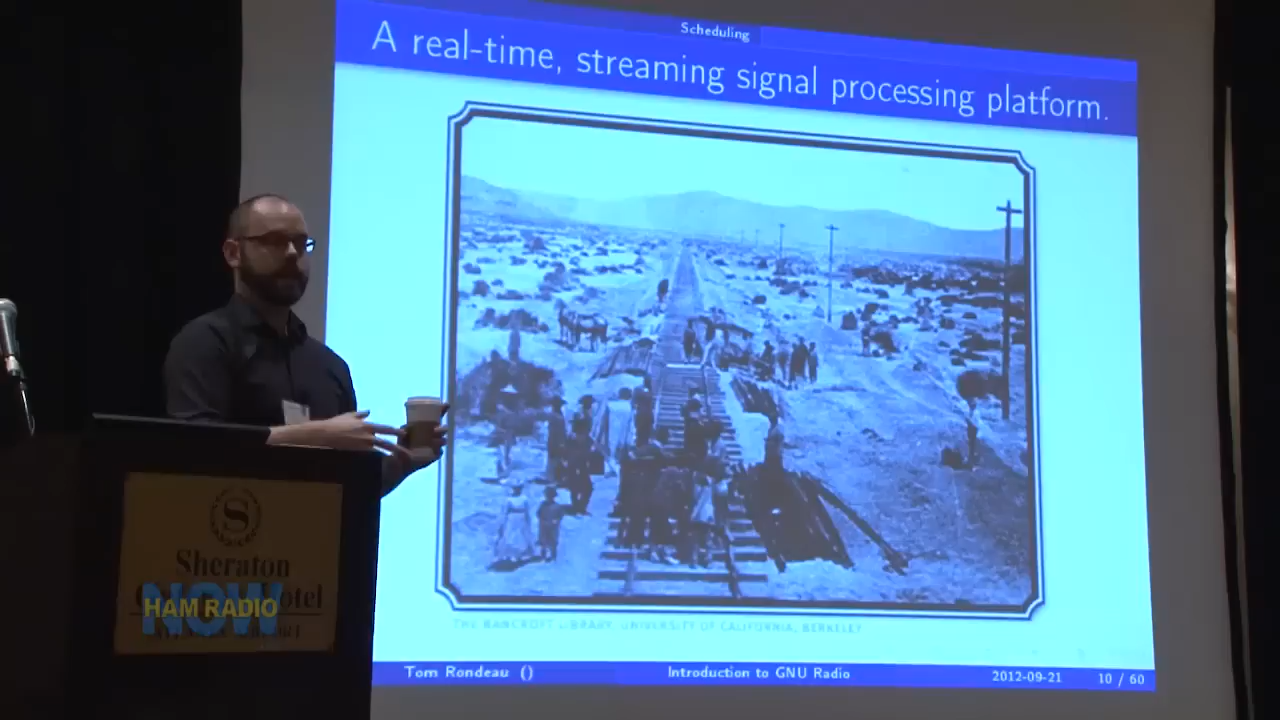 Scheduling
A real-time, streaming signal processing platform.
THE BANCROFT LIBRARY, UNIVERSITY OF CALIFORNIA, BERKELEY
Tom Rondeau () Introduction to GNU Radio 2012-09-21 10 / 60
S
Sheraton
NOW
HAM RADIO